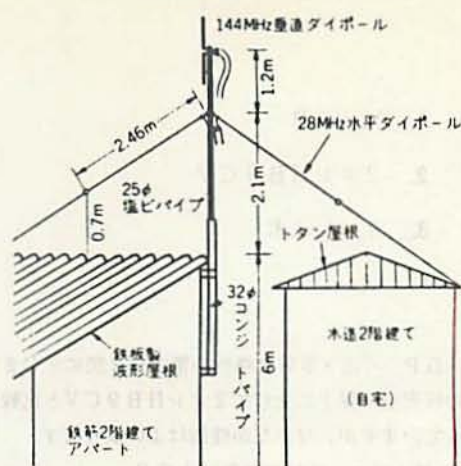 144MHz垂直ダイポール
1.2m
2.46m
28MHz水平ダイポール
25φ
塩ビパイプ
0.7m
2.1m
トタン屋根
32φ
コンジットパイプ
鉄板製
波形屋根
6m
木造2階建て
(自宅)
鉄筋2階建て
アパート